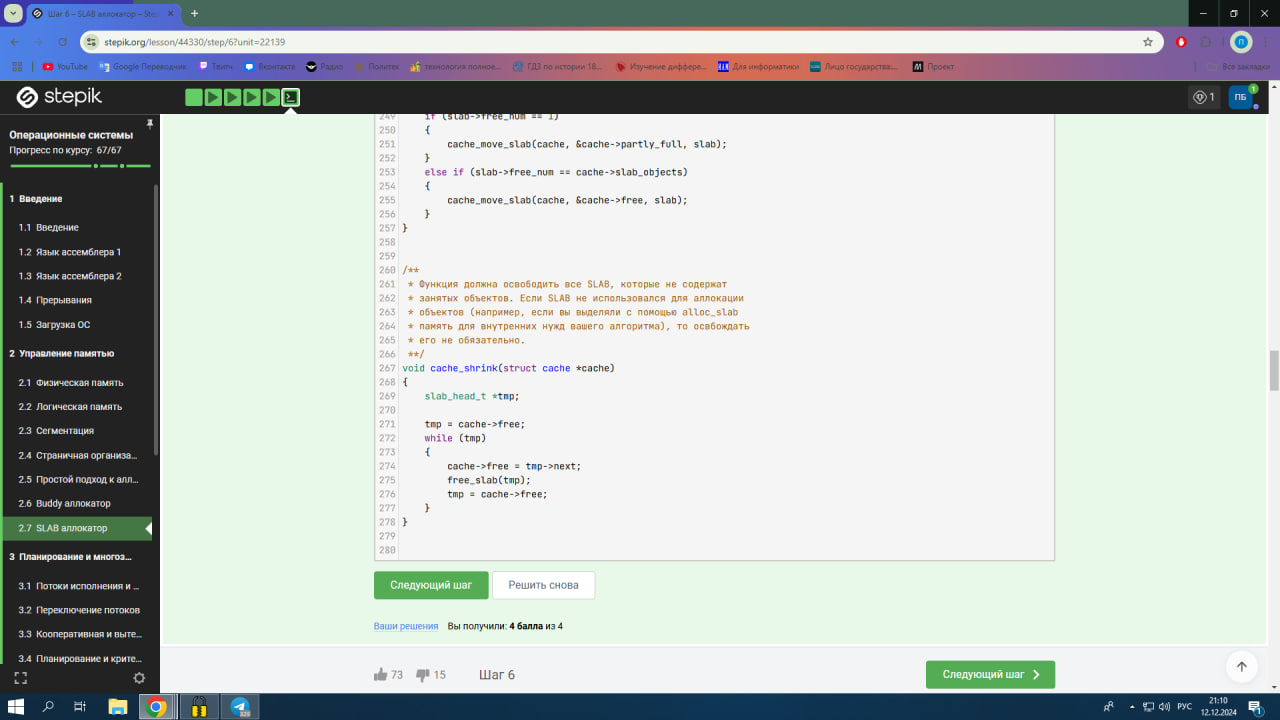 Шаг 6 – SLAB аллокатор – Ste
stepik.org/lesson/44330/step/6?unit=22139
YouTube
Google Переводчик
Твитч
Вконтакте
Радио
Политех
технология полное...
ГДЗ по истории 18...
Изучение диффере...
Для информатики
Лицо государства:...
Проект
Все закладки
stepik
1
ПБ
1
Операционные системы
Прогресс по курсу: 67/67
1 Введение
1.1 Введение
1.2 Язык ассемблера 1
1.3 Язык ассемблера 2
1.4 Прерывания
1.5 Загрузка ОС
2 Управление памятью
2.1 Физическая память
2.2 Логическая память
2.3 Сегментация
2.4 Страничная организа...
2.5 Простой подход к алл...
2.6 Buddy аллокатор
2.7 SLAB аллокатор
3 Планирование и многоз...
3.1 Потоки исполнения и ...
3.2 Переключение потоков
3.3 Кооперативная и выте...
3.4 Планирование и крите...
249 if (slab->free_num == 1)
250 {
251 cache_move_slab(cache, &cache->partly_full, slab);
252 }
253 else if (slab->free_num == cache->slab_objects)
254 {
255 cache_move_slab(cache, &cache->free, slab);
256 }
257 }
258
259
260 /**
261 * Функция должна освободить все SLAB, которые не содержат
262 * занятых объектов. Если SLAB не использовался для аллокации
263 * объектов (например, если вы выделяли с помощью alloc_slab
264 * память для внутренних нужд вашего алгоритма), то освбождать
265 * его не обязательно.
266 **/
267 void cache_shrink(struct cache *cache)
268 {
269 slab_head_t *tmp;
270
271 tmp = cache->free;
272 while (tmp)
273 {
274 cache->free = tmp->next;
275 free_slab(tmp);
276 tmp = cache->free;
277 }
278 }
279
280
Следующий шаг
Решить снова
Ваши решения Вы получили: 4 балла из 4
73
15
Шаг 6
Следующий шаг
РУС
21:10
12.12.2024
1